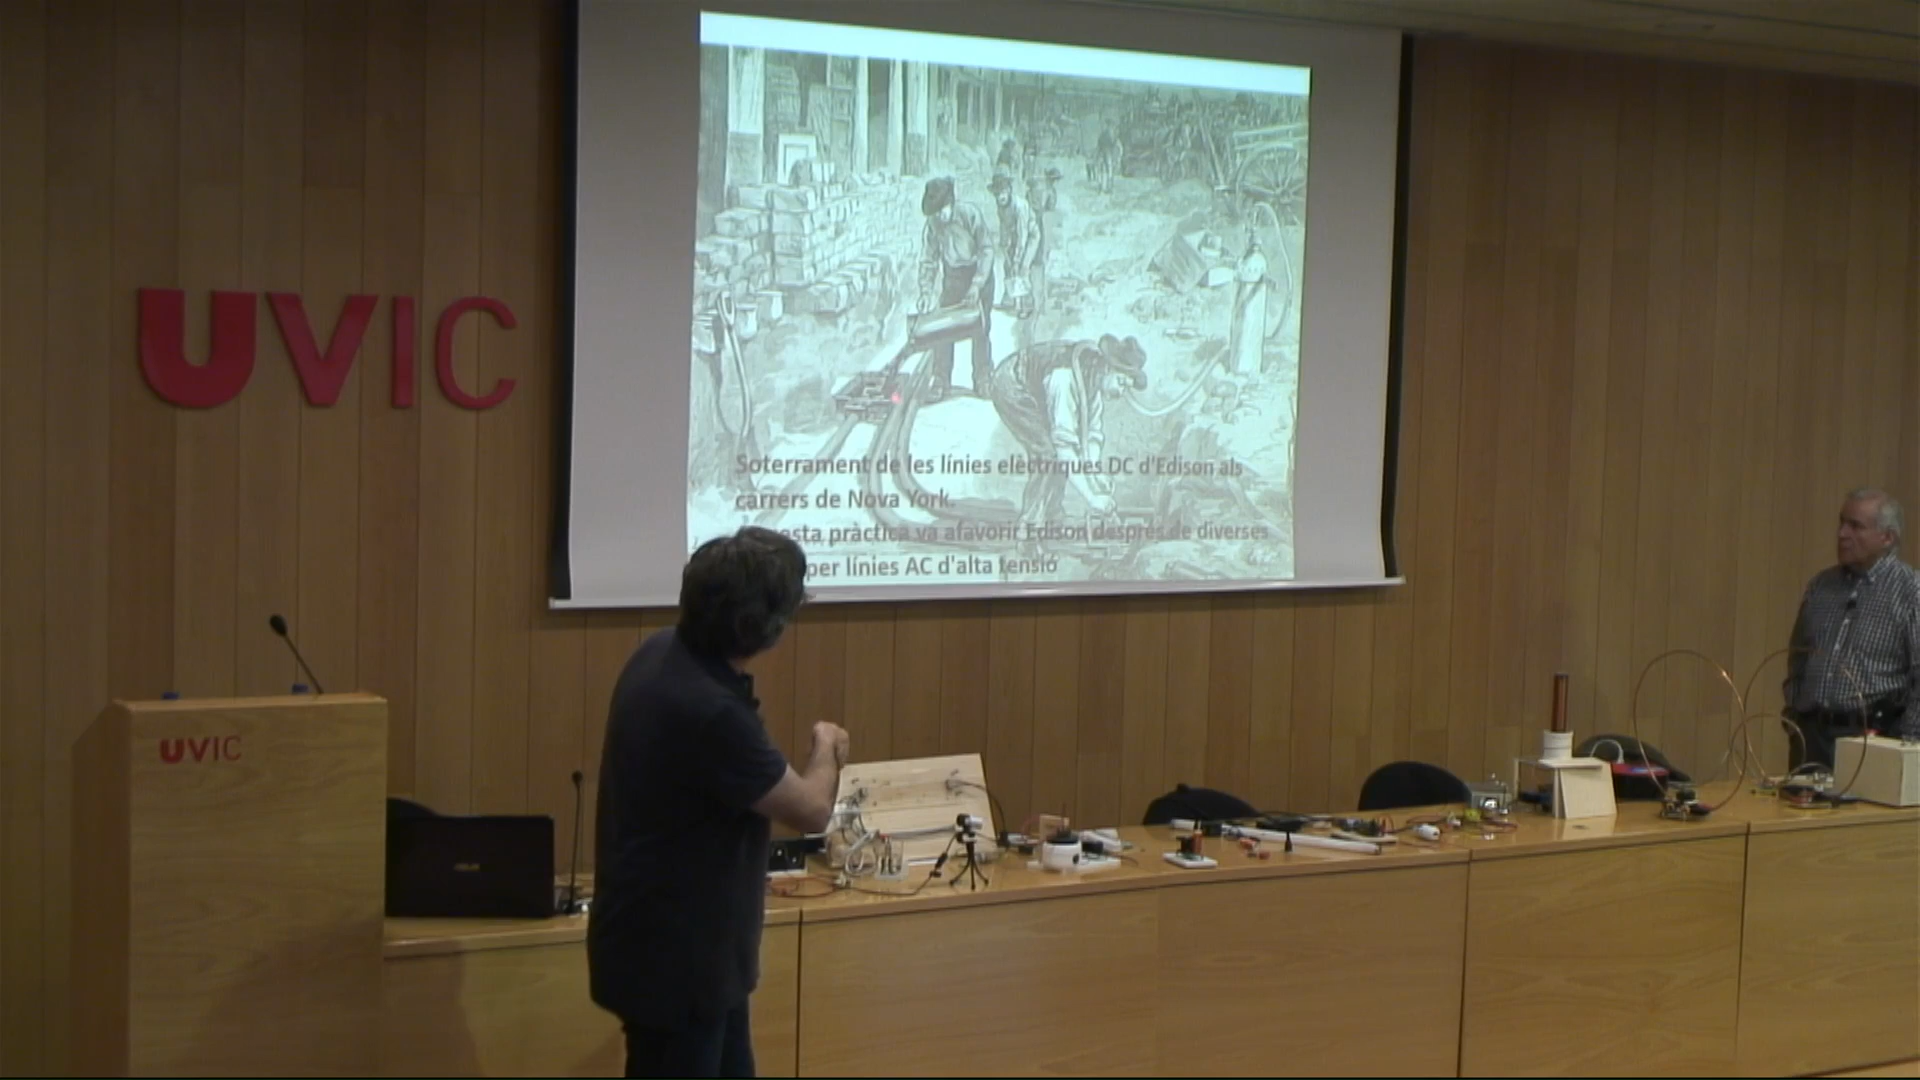 UVIC
Soterrament de les línies elèctriques DC d'Edison als
carrers de Nova York.
pràctica va afavorir Edison després de diverses
per línies AC d'alta tensió
UVIC